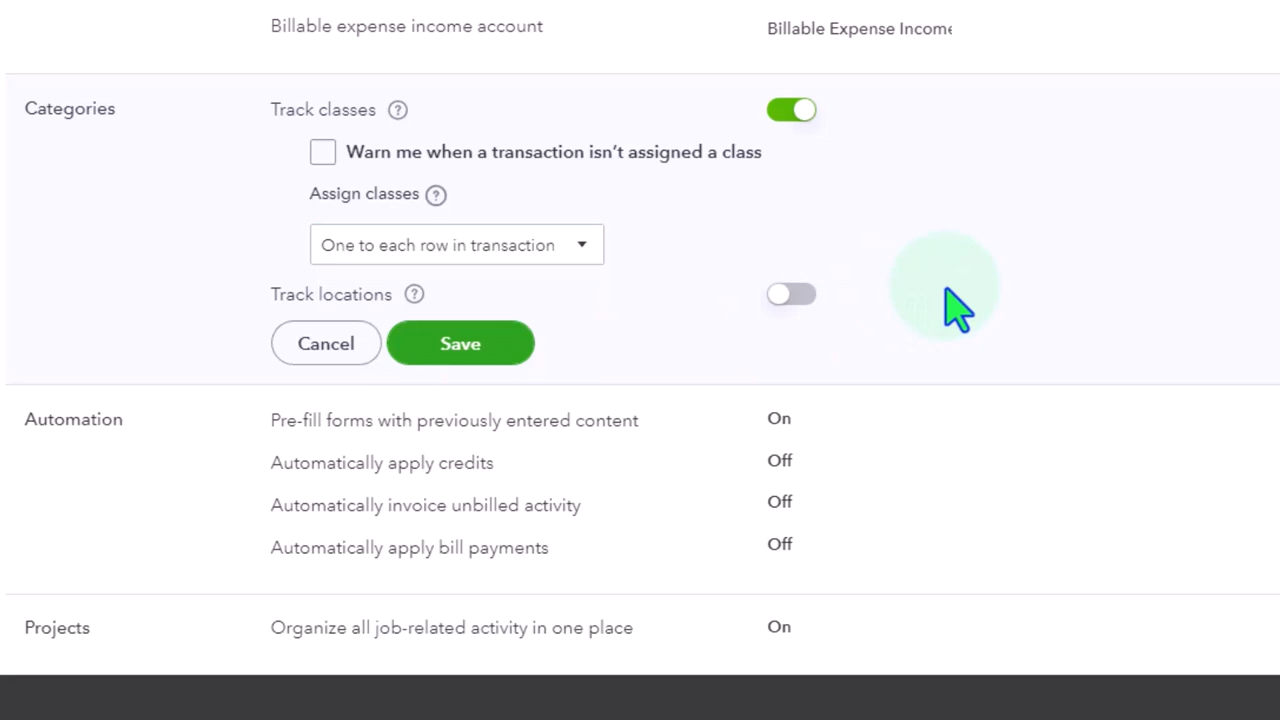 Billable expense income account Billable Expense Income
Categories Track classes ?
Warn me when a transaction isn't assigned a class
Assign classes ?
One to each row in transaction
Track locations ?
Cancel Save
Automation Pre-fill forms with previously entered content On
Automatically apply credits Off
Automatically invoice unbilled activity Off
Automatically apply bill payments Off
Projects Organize all job-related activity in one place On